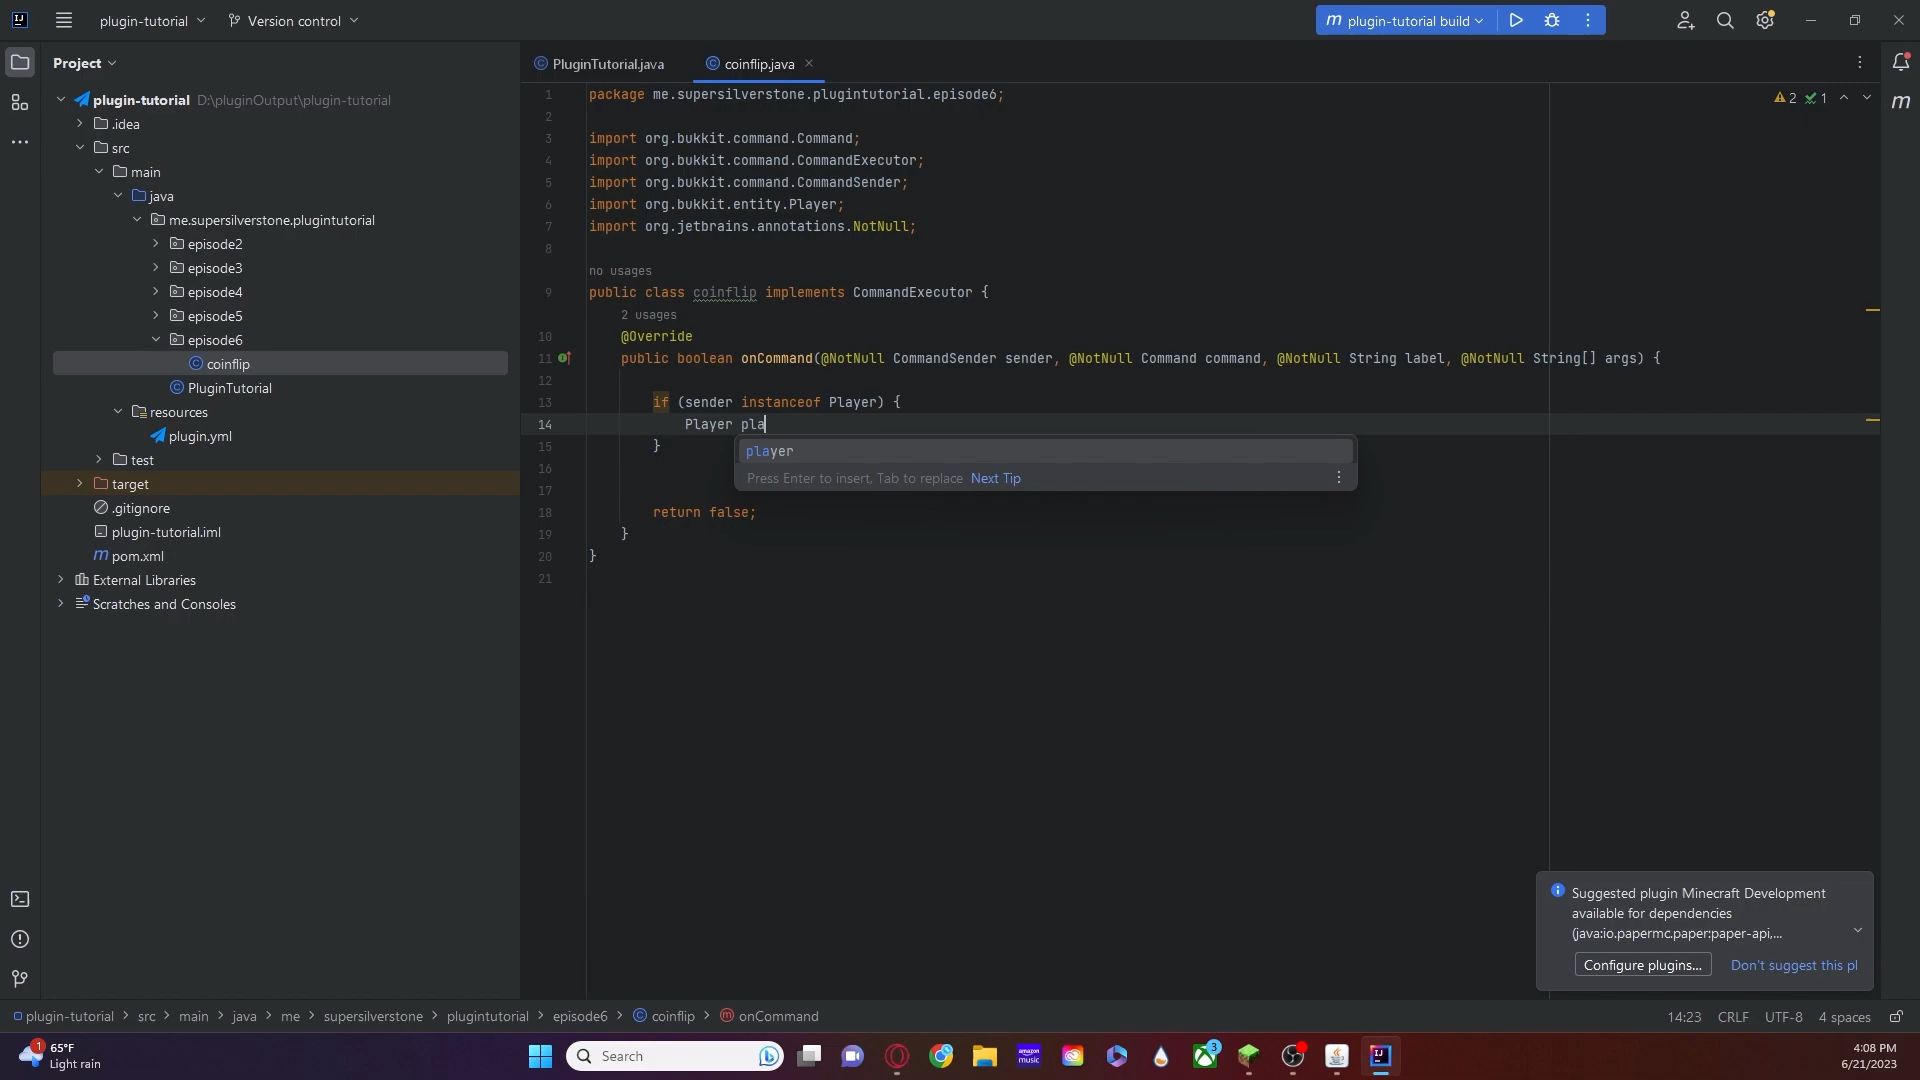 plugin-tutorial
Version control
plugin-tutorial build
Project
PluginTutorial.java
coinflip.java
plugin-tutorial D:\pluginOutput\plugin-tutorial
.idea
src
main
java
me.supersilverstone.plugintutorial
episode2
episode3
episode4
episode5
episode6
coinflip
PluginTutorial
resources
plugin.yml
test
target
.gitignore
plugin-tutorial.iml
pom.xml
External Libraries
Scratches and Consoles
2 1
1 package me.supersilverstone.plugintutorial.episode6;
2
3 import org.bukkit.command.Command;
4 import org.bukkit.command.CommandExecutor;
5 import org.bukkit.command.CommandSender;
6 import org.bukkit.entity.Player;
7 import org.jetbrains.annotations.NotNull;
8
no usages
9 public class coinflip implements CommandExecutor {
2 usages
10 @Override
11 public boolean onCommand(@NotNull CommandSender sender, @NotNull Command command, @NotNull String label, @NotNull String[] args) {
12
13 if (sender instanceof Player) {
14 Player pla
15 }
player
16
Press Enter to insert, Tab to replace Next Tip
17
18 return false;
19 }
20 }
21
Suggested plugin Minecraft Development
available for dependencies
(java:io.papermc.paper:paper-api,...
Configure plugins... Don't suggest this pl
plugin-tutorial > src > main > java > me > supersilverstone > plugintutorial > episode6 > coinflip > onCommand
14:23 CRLF UTF-8 4 spaces
1 65°F
Light rain
Search
amazon music
3
4:08 PM
6/21/2023